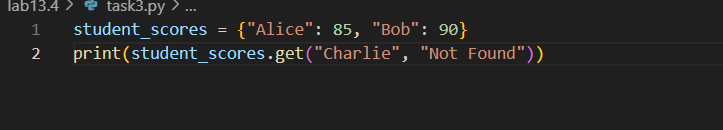 lab13.4 > task3.py > ...
1 student_scores = {"Alice": 85, "Bob": 90}
2 print(student_scores.get("Charlie", "Not Found"))